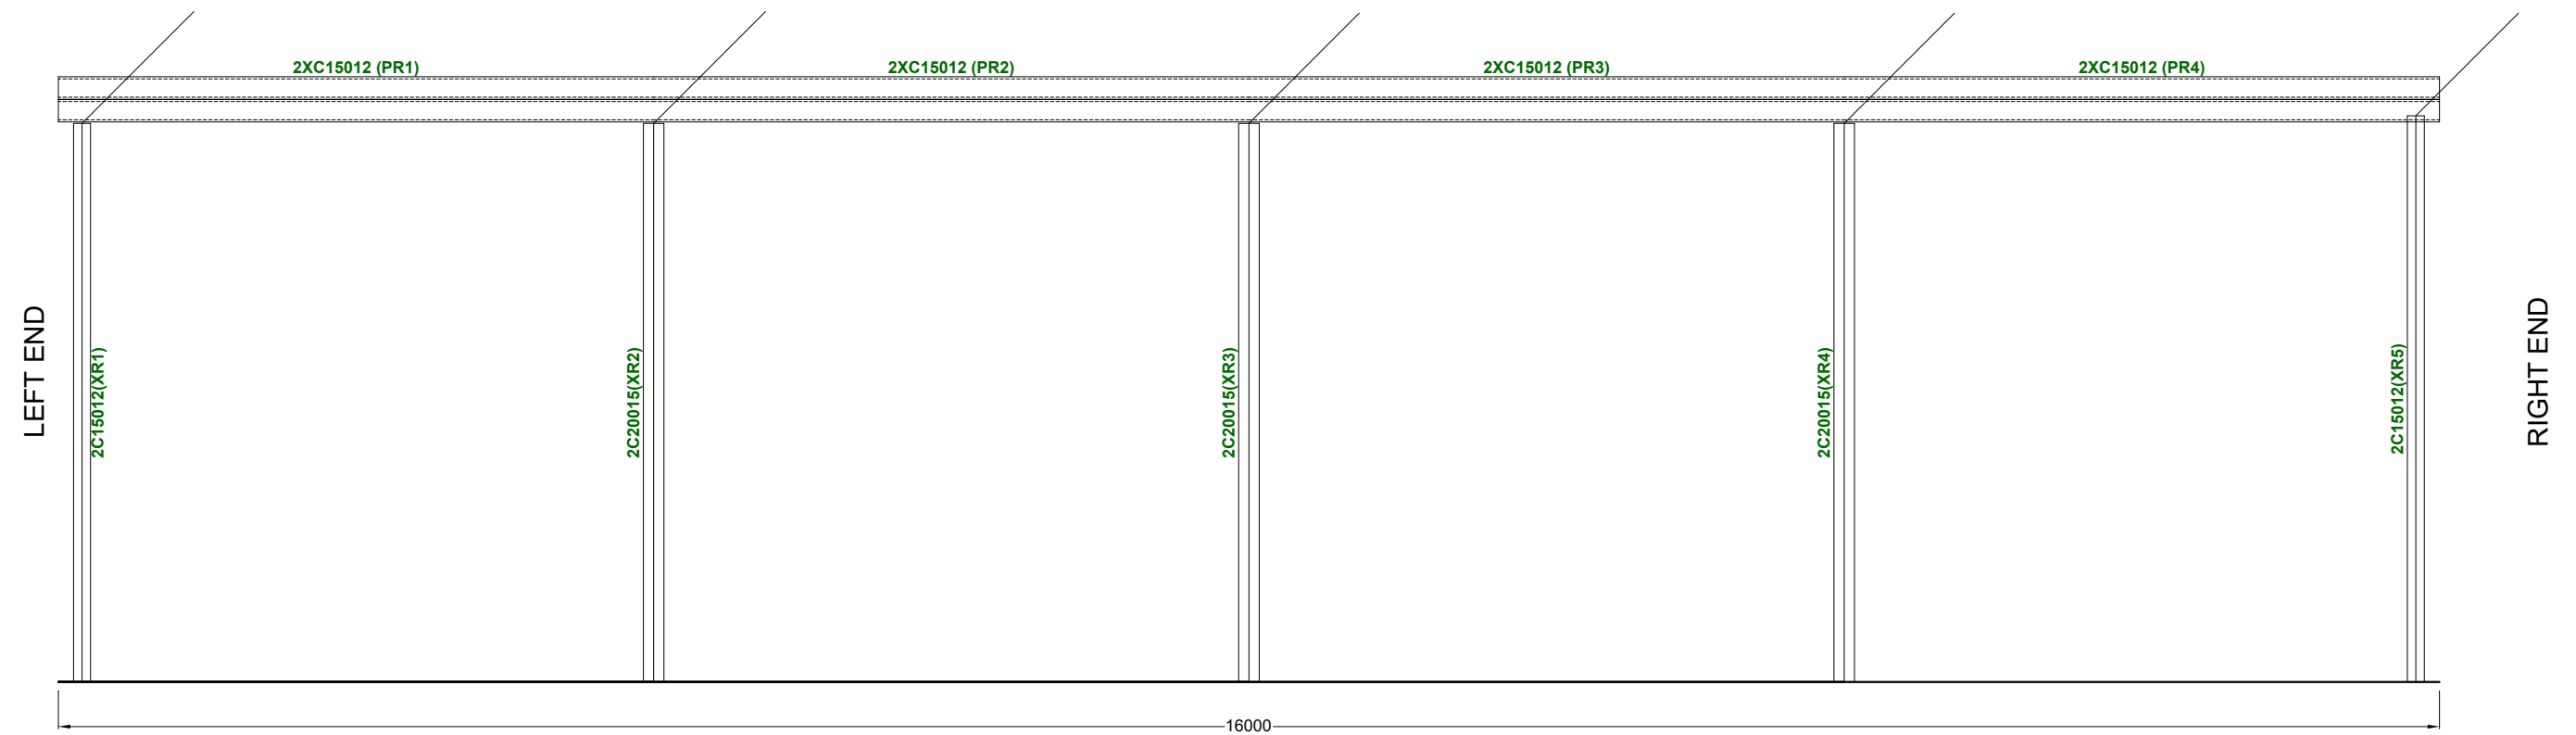 2XC15012 (PR1)
2XC15012 (PR2)
2XC15012 (PR3)
2XC15012 (PR4)
LEFT END
2C15012(XR1)
2C20015(XR2)
2C20015(XR3)
2C20015(XR4)
2C15012(XR5)
RIGHT END
16000